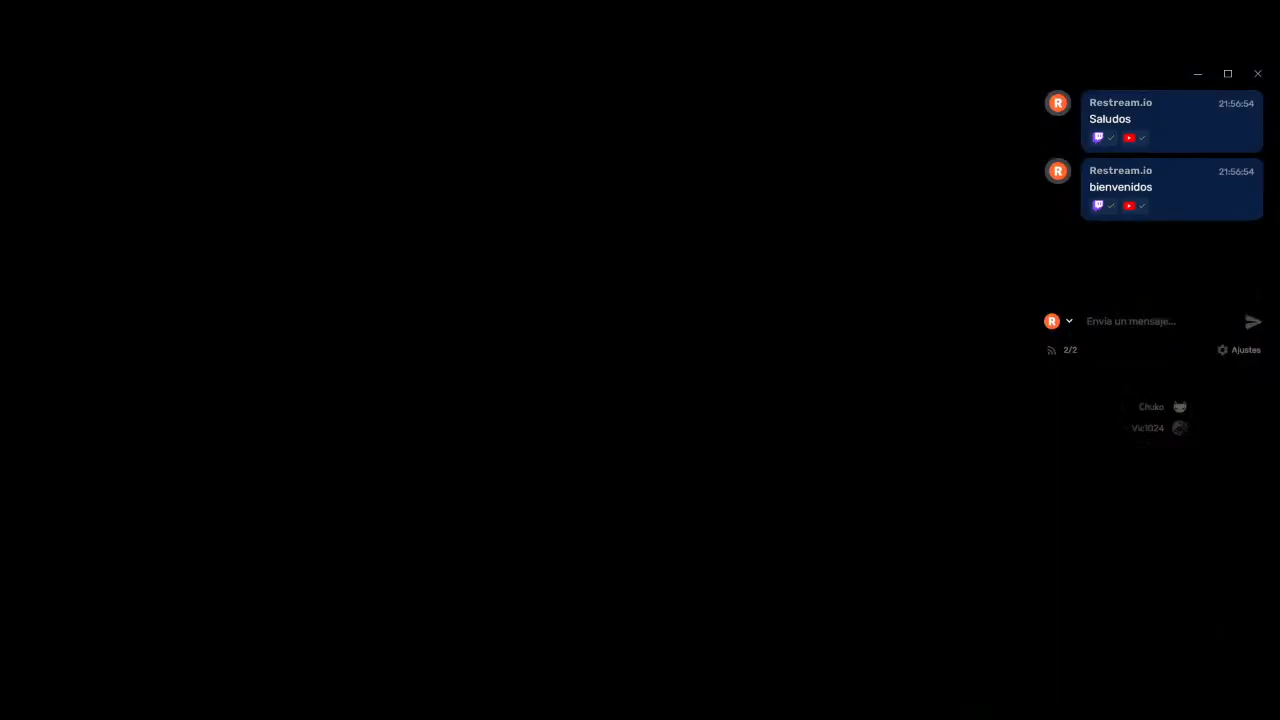 Restream.io 21:56:54
Saludos
Restream.io 21:56:54
bienvenidos
Envía un mensaje...
2/2 Ajustes
Chuko
Vic1024